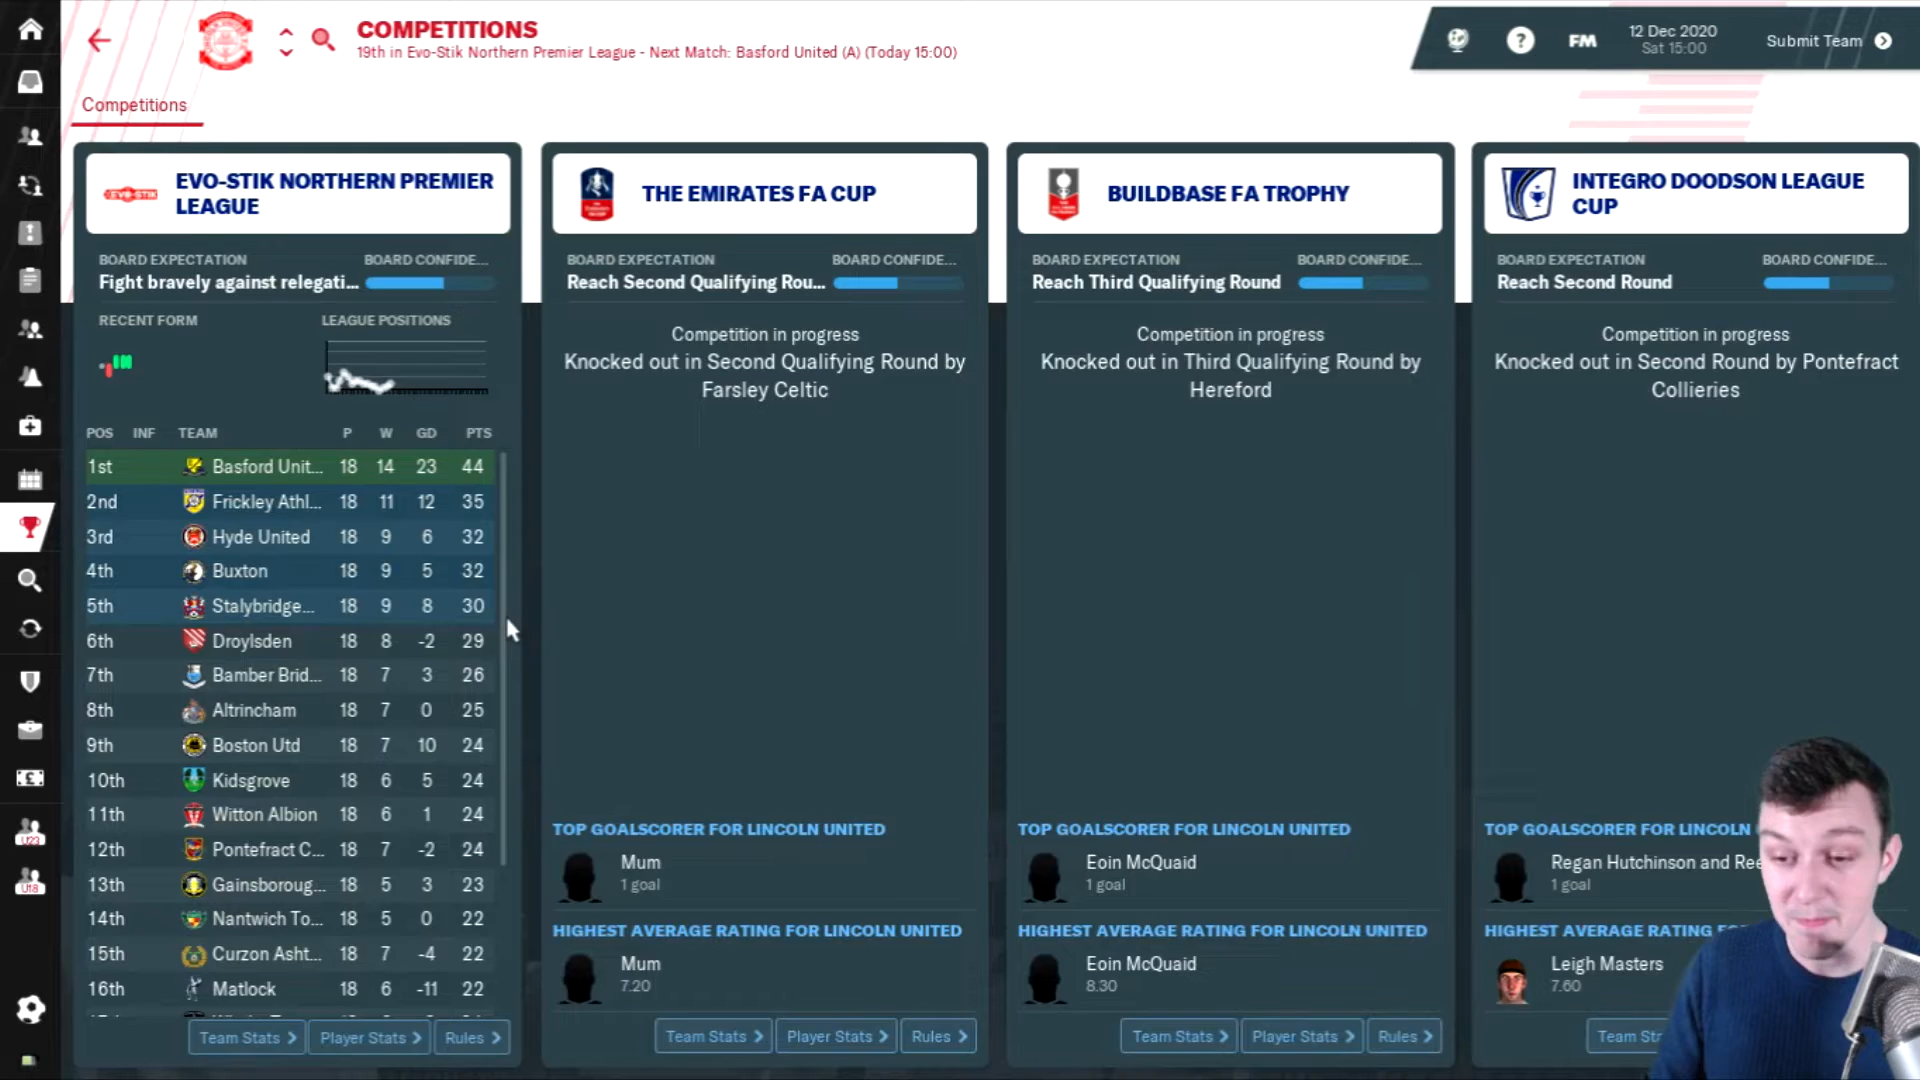 COMPETITIONS
19th in Evo-Stik Northern Premier League - Next Match: Basford United (A) (Today 15:00)
FM
12 Dec 2020
Sat 15:00
Submit Team
Competitions
EVO-STIK
EVO-STIK NORTHERN PREMIER
LEAGUE
BOARD EXPECTATION
BOARD CONFIDE...
Fight bravely against relegati...
RECENT FORM
LEAGUE POSITIONS
POS INF TEAM P W GD PTS
1st Basford Unit... 18 14 23 44
2nd Frickley Athl... 18 11 12 35
3rd Hyde United 18 9 6 32
4th Buxton 18 9 5 32
5th Stalybridge... 18 9 8 30
6th Droylsden 18 8 -2 29
7th Bamber Brid... 18 7 3 26
8th Altrincham 18 7 0 25
9th Boston Utd 18 7 10 24
10th Kidsgrove 18 6 5 24
11th Witton Albion 18 6 1 24
12th Pontefract C... 18 7 -2 24
13th Gainsboroug... 18 5 3 23
14th Nantwich To... 18 5 0 22
15th Curzon Asht... 18 7 -4 22
16th Matlock 18 6 -11 22
Team Stats
Player Stats
Rules
THE EMIRATES FA CUP
BOARD EXPECTATION
BOARD CONFIDE...
Reach Second Qualifying Rou...
Competition in progress
Knocked out in Second Qualifying Round by
Farsley Celtic
TOP GOALSCORER FOR LINCOLN UNITED
Mum
1 goal
HIGHEST AVERAGE RATING FOR LINCOLN UNITED
Mum
7.20
Team Stats
Player Stats
Rules
BUILDBASE FA TROPHY
BOARD EXPECTATION
BOARD CONFIDE...
Reach Third Qualifying Round
Competition in progress
Knocked out in Third Qualifying Round by
Hereford
TOP GOALSCORER FOR LINCOLN UNITED
Eoin McQuaid
1 goal
HIGHEST AVERAGE RATING FOR LINCOLN UNITED
Eoin McQuaid
8.30
Team Stats
Player Stats
Rules
INTEGRO DOODSON LEAGUE
CUP
BOARD EXPECTATION
BOARD CONFIDE...
Reach Second Round
Competition in progress
Knocked out in Second Round by Pontefract
Collieries
TOP GOALSCORER FOR LINCOLN
Regan Hutchinson and Ree
1 goal
HIGHEST AVERAGE RATING
Leigh Masters
7.60
Team Sta
U23
U18